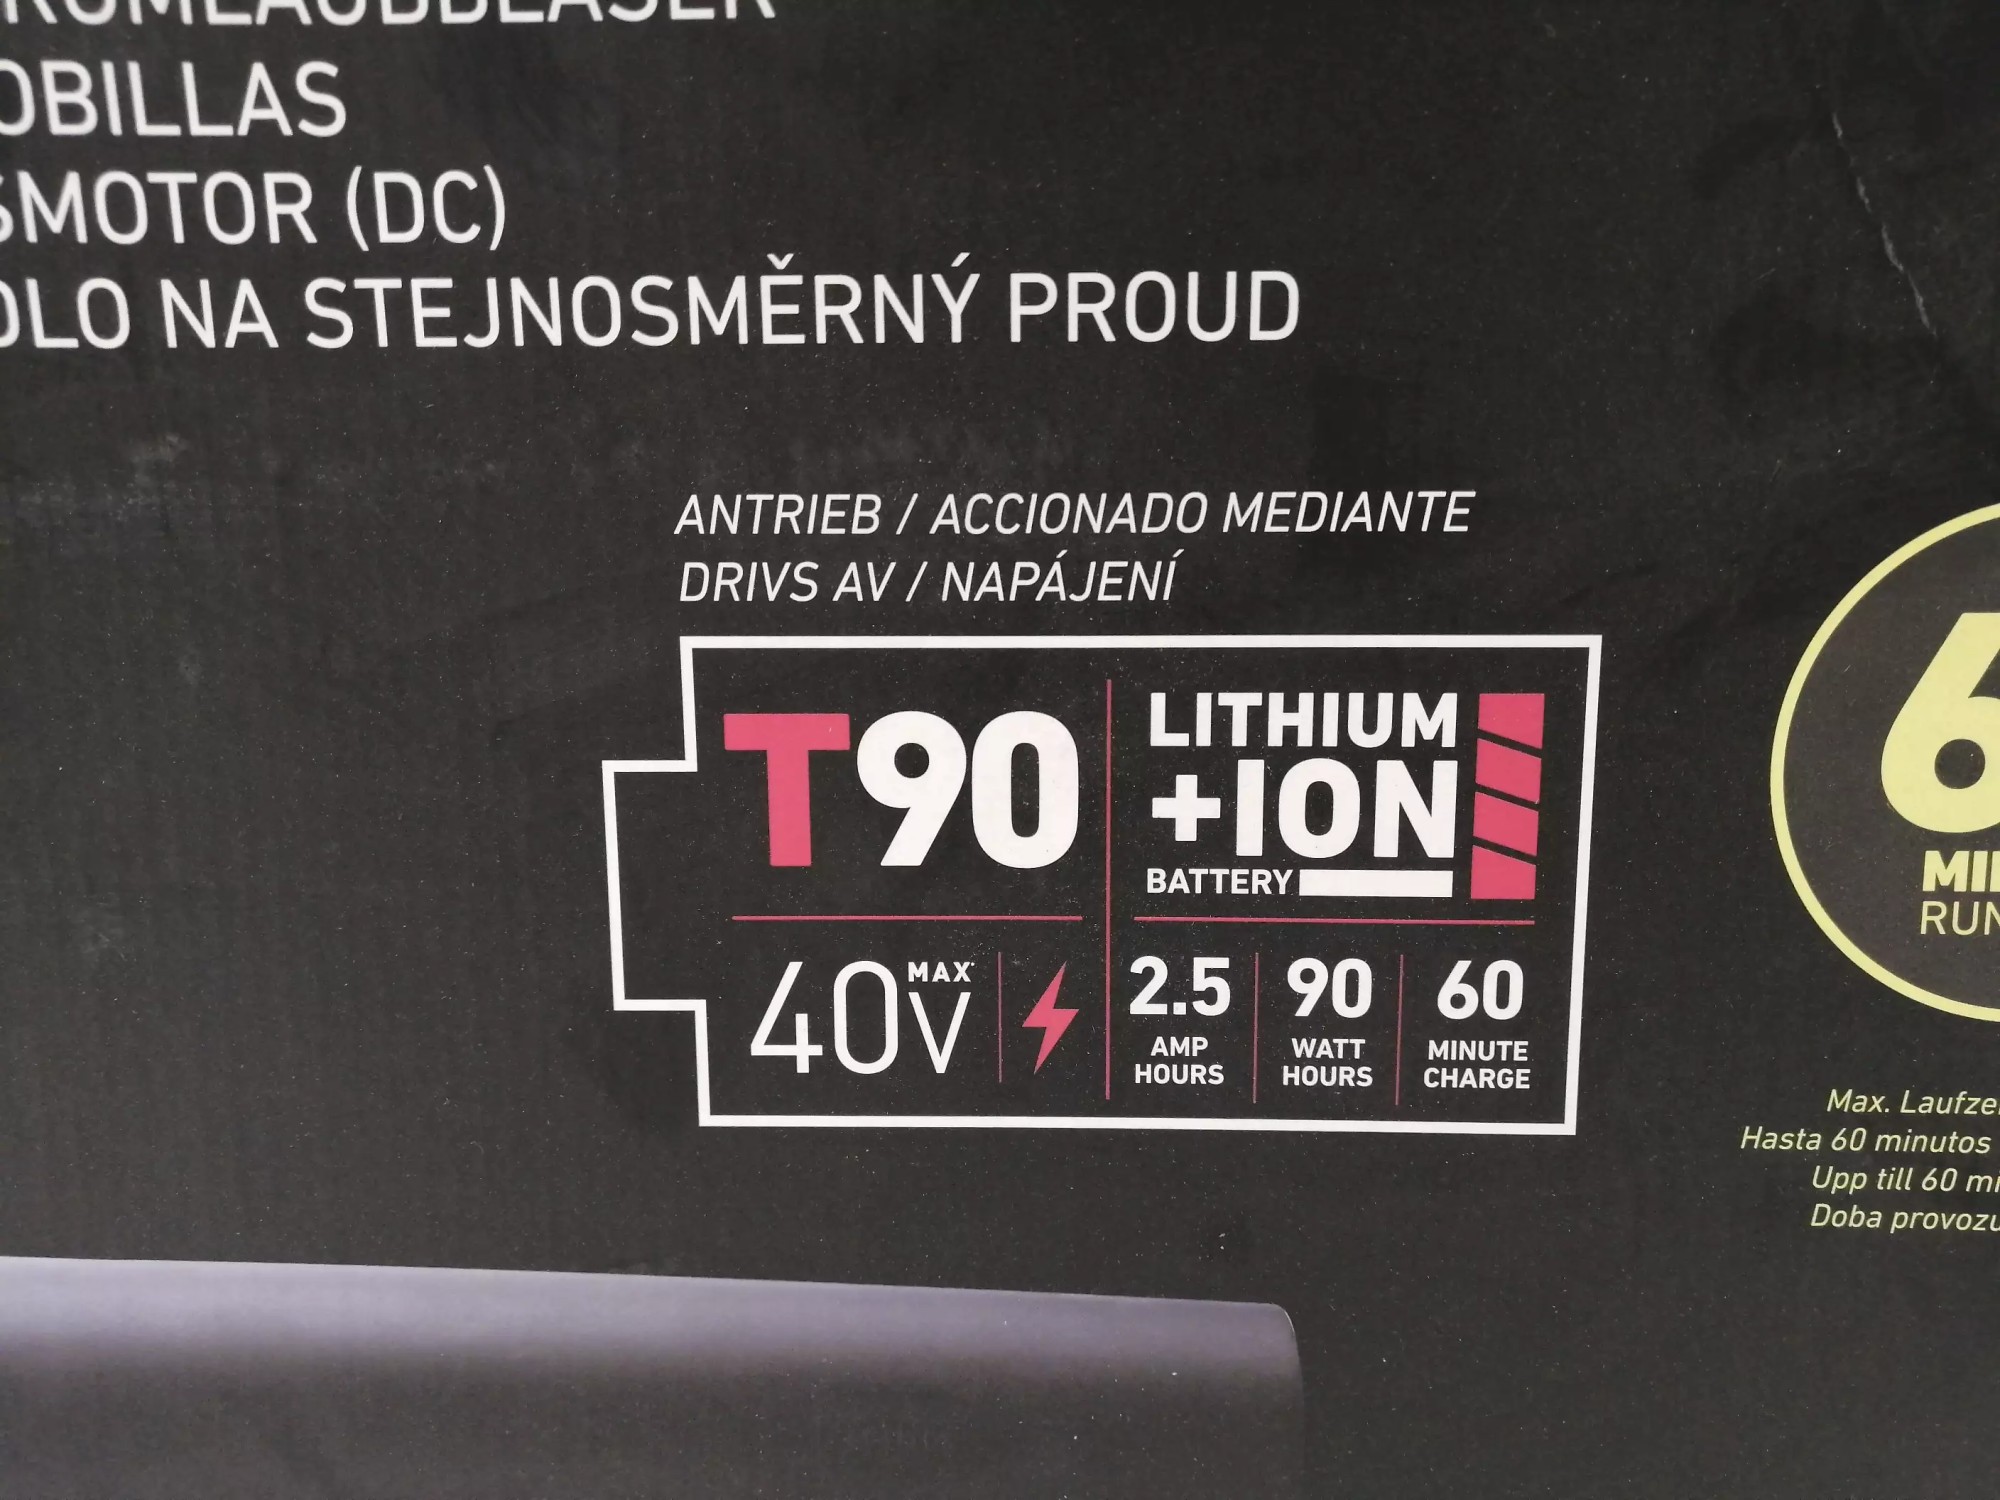 OBILLAS
SMOTOR (DC)
DLO NA STEJNOSMĚRNÝ PROUD
ANTRIEB / ACCIONADO MEDIANTE
DRIVS AV / NAPÁJENÍ
T90
LITHIUM
+ION
BATTERY
40V MAX*
2.5
AMP
HOURS
90
WATT
HOURS
60
MINUTE
CHARGE
6
MI
RUN
Max. Laufze
Hasta 60 minutos
Upp till 60 mi
Doba provozu